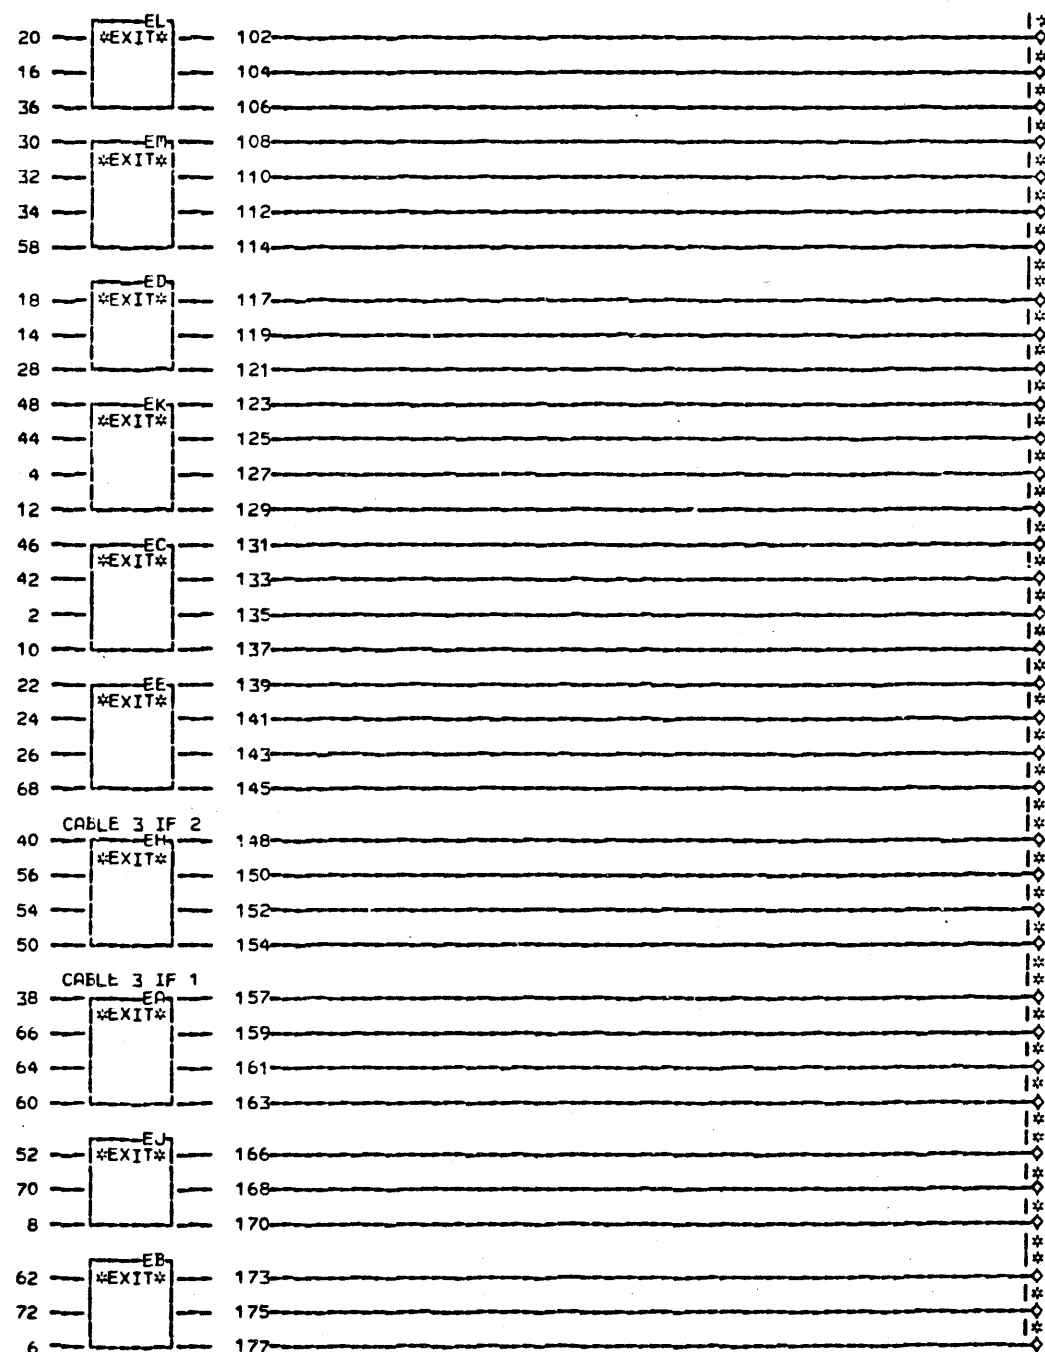 EL
20 *EXIT* 102
16 104
36 106
30 EM 108
*EXIT*
32 110
34 112
58 114
ED
18 *EXIT* 117
14 119
28 121
48 EK 123
*EXIT*
44 125
4 127
12 129
46 EC 131
*EXIT*
42 133
2 135
10 137
22 EE 139
*EXIT*
24 141
26 143
68 145
CABLE 3 IF 2
40 EH 148
*EXIT*
56 150
54 152
50 154
CABLE 3 IF 1
38 EA 157
*EXIT*
66 159
64 161
60 163
EJ
52 *EXIT* 166
70 168
8 170
EB
62 *EXIT* 173
72 175
6 177